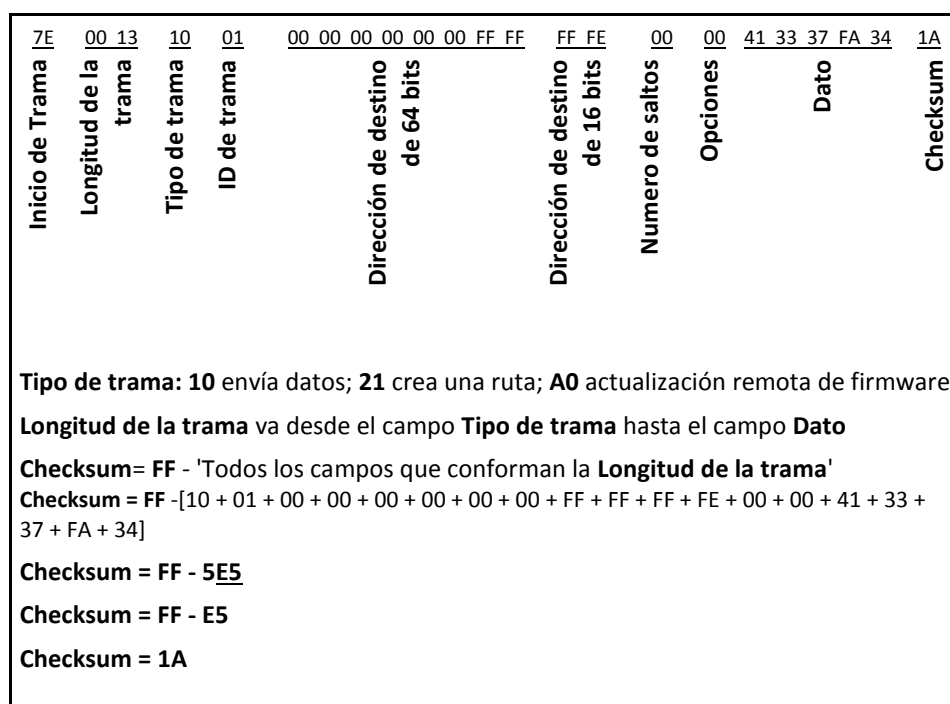 7E 00 13 10 01 00 00 00 00 00 00 FF FF FF FE 00 00 41 33 37 FA 34 1A
Inicio de Trama
Longitud de la
trama
Tipo de trama
ID de trama
Dirección de destino
de 64 bits
Dirección de destino
de 16 bits
Numero de saltos
Opciones
Dato
Checksum
Tipo de trama: 10 envía datos; 21 crea una ruta; A0 actualización remota de firmware
Longitud de la trama va desde el campo Tipo de trama hasta el campo Dato
Checksum= FF - 'Todos los campos que conforman la Longitud de la trama'
Checksum = FF -[10 + 01 + 00 + 00 + 00 + 00 + 00 + 00 + FF + FF + FF + FE + 00 + 00 + 41 + 33 +
37 + FA + 34]
Checksum = FF - 5E5
Checksum = FF - E5
Checksum = 1A